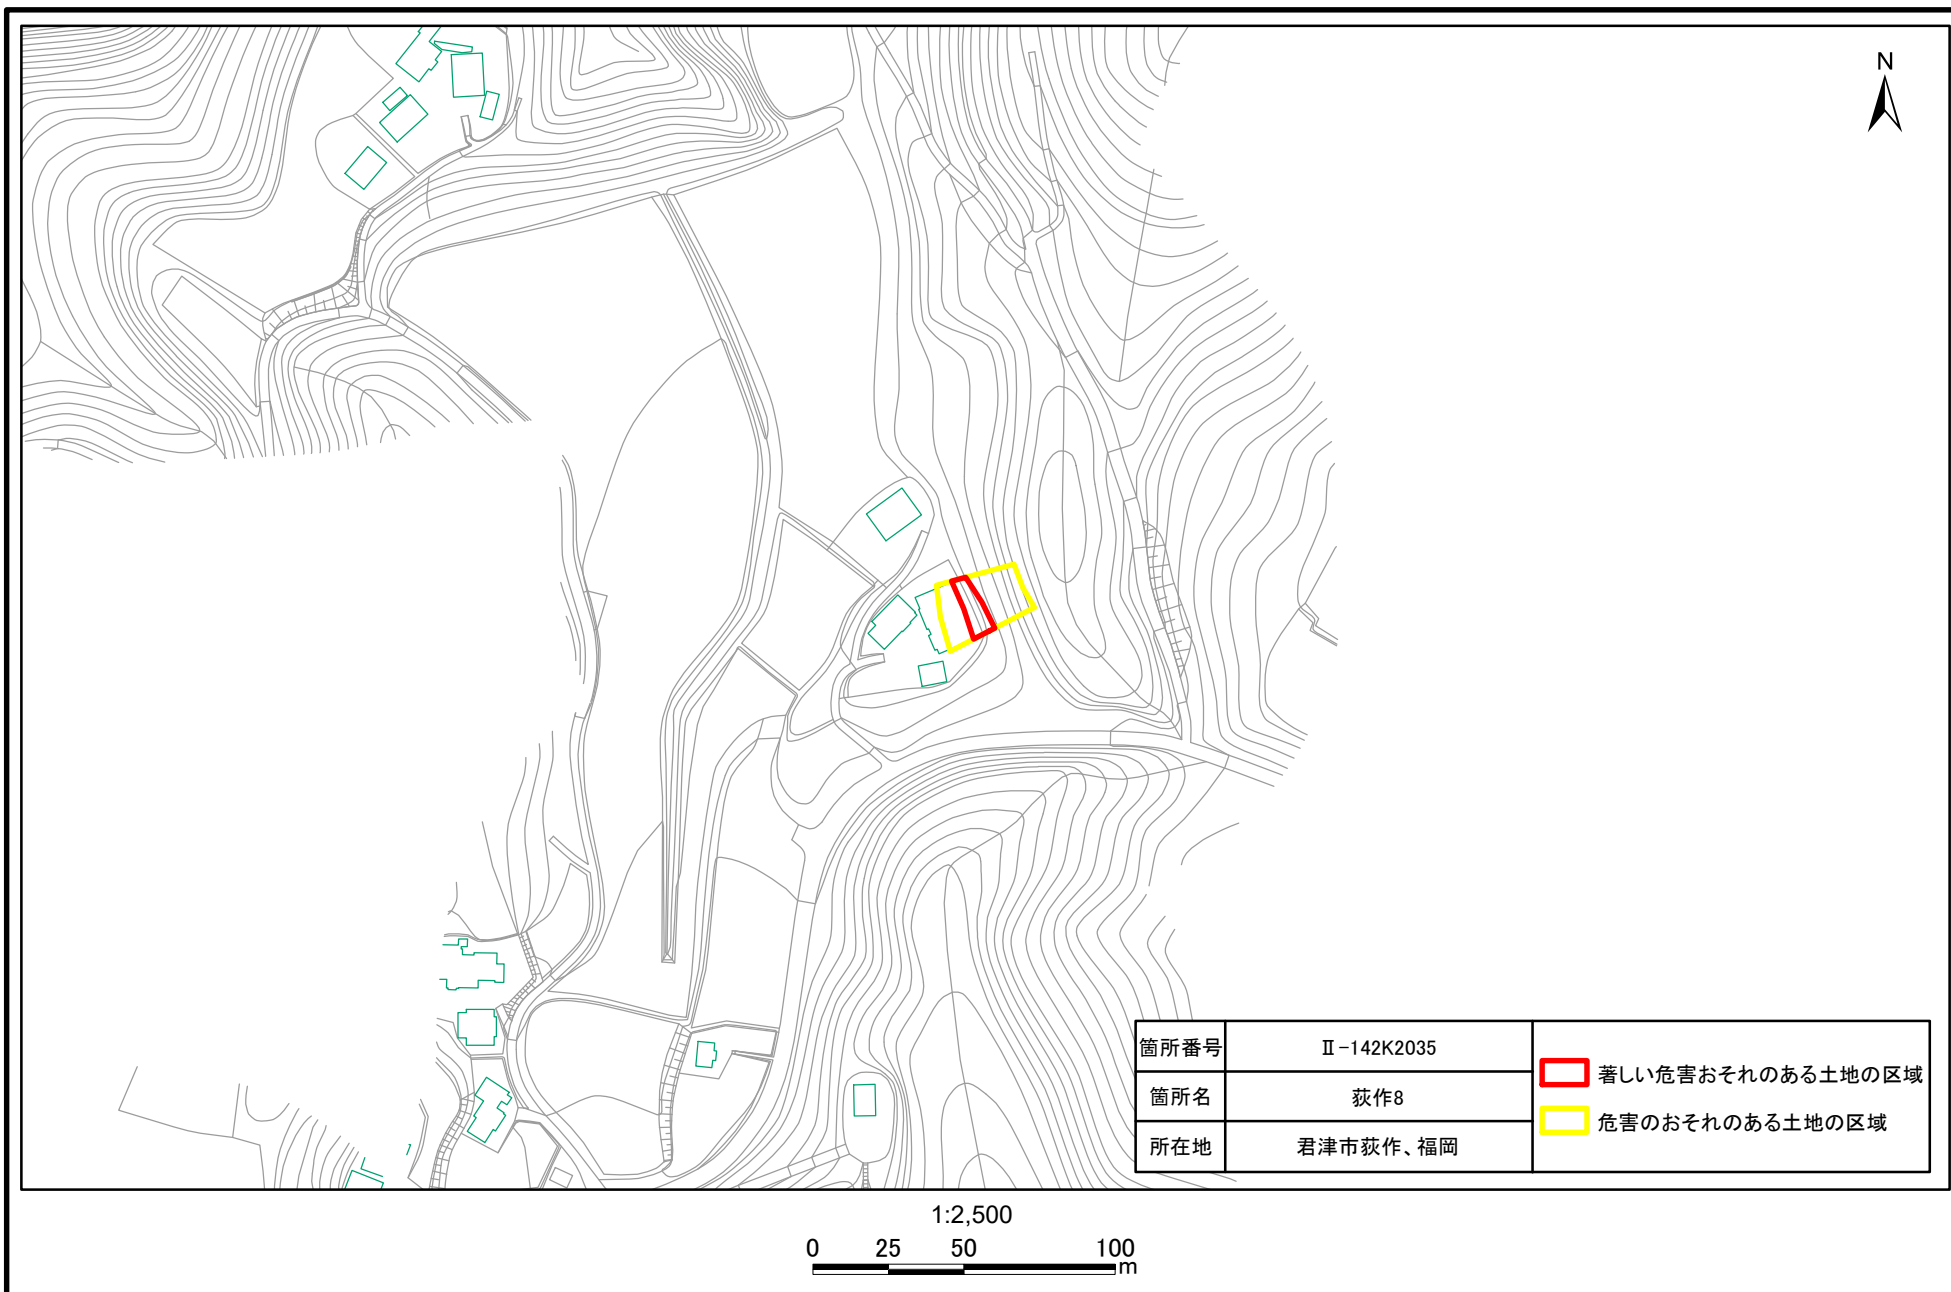 N
箇所番号 Ⅱ-142K2035
箇所名 荻作8
所在地 君津市荻作、福岡
著しい危害おそれのある土地の区域
危害のおそれのある土地の区域
1:2,500
0 25 50 100
m